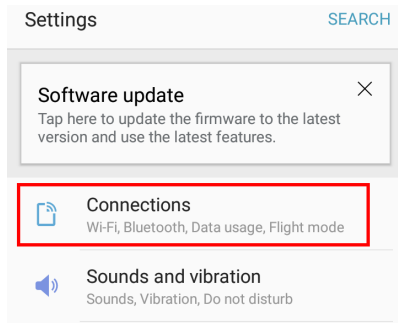 Settings SEARCH
Software update
Tap here to update the firmware to the latest
version and use the latest features.
Connections
Wi-Fi, Bluetooth, Data usage, Flight mode
Sounds and vibration
Sounds, Vibration, Do not disturb